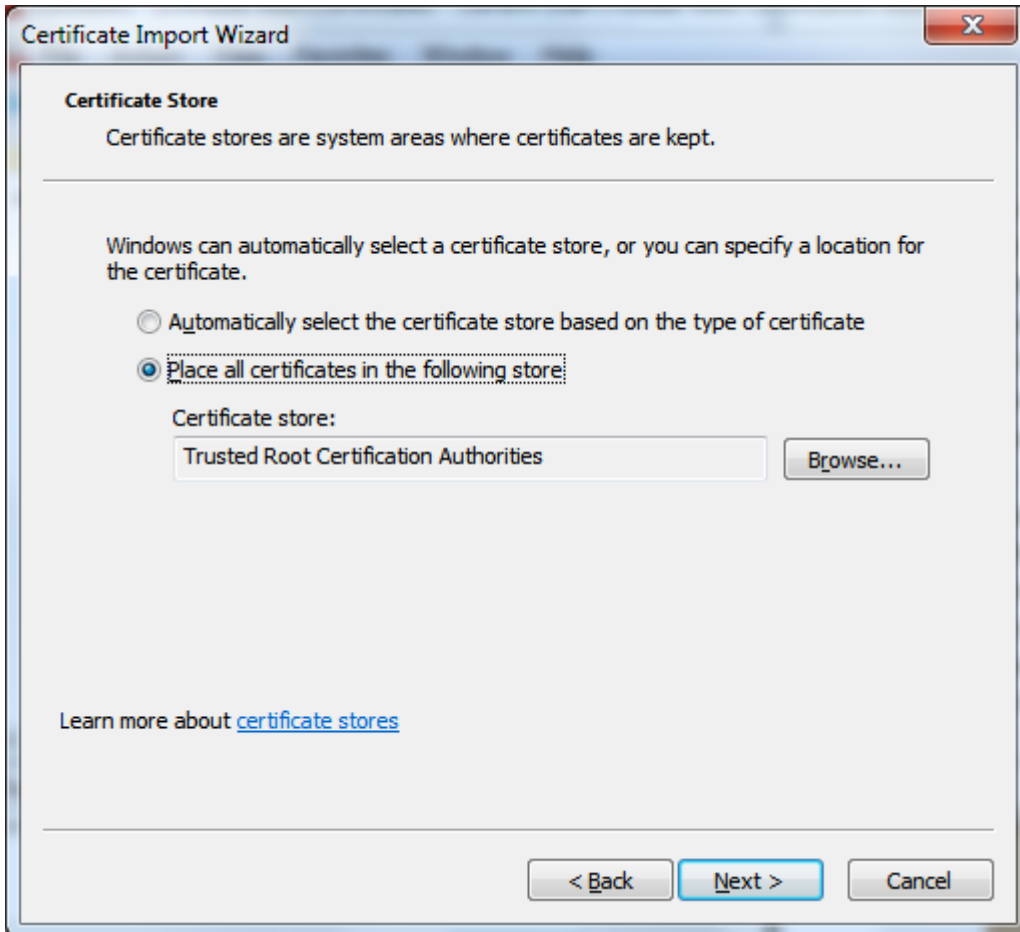 Certificate Import Wizard
Certificate Store
Certificate stores are system areas where certificates are kept.
Windows can automatically select a certificate store, or you can specify a location for
the certificate.
Automatically select the certificate store based on the type of certificate
Place all certificates in the following store
Certificate store:
Trusted Root Certification Authorities
Browse...
Learn more about certificate stores
< Back
Next >
Cancel